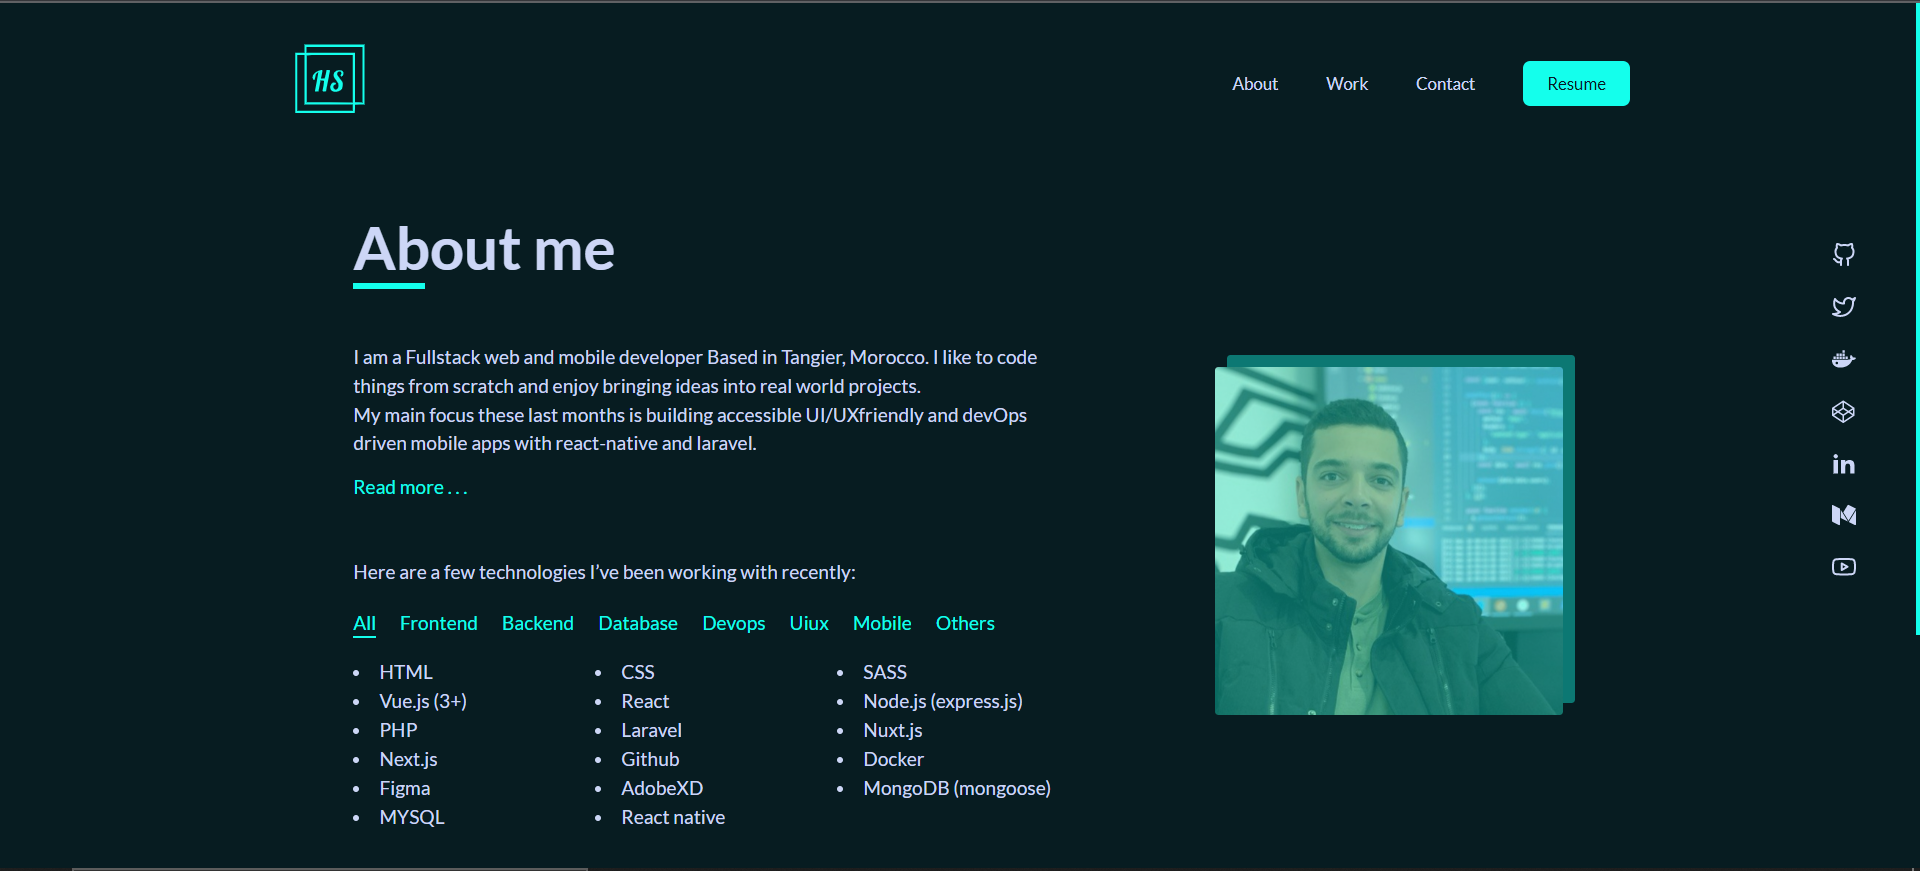 HS
About
Work
Contact
Resume
About me
I am a Fullstack web and mobile developer Based in Tangier, Morocco. I like to code
things from scratch and enjoy bringing ideas into real world projects.
My main focus these last months is building accessible UI/UXfriendly and devOps
driven mobile apps with react-native and laravel.
Read more . . .
Here are a few technologies I’ve been working with recently:
All Frontend Backend Database Devops Uiux Mobile Others
• HTML • CSS • SASS
• Vue.js (3+) • React • Node.js (express.js)
• PHP • Laravel • Nuxt.js
• Next.js • Github • Docker
• Figma • AdobeXD • MongoDB (mongoose)
• MYSQL • React native